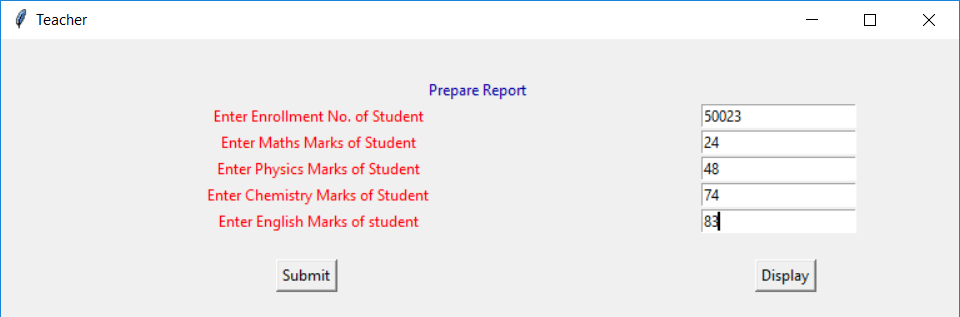 Teacher
Prepare Report
Enter Enrollment No. of Student 50023
Enter Maths Marks of Student 24
Enter Physics Marks of Student 48
Enter Chemistry Marks of Student 74
Enter English Marks of student 83
Submit Display